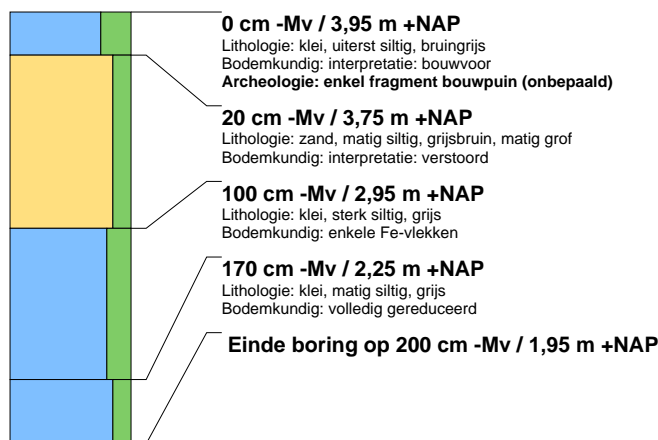 0 cm -Mv / 3,95 m +NAP
Lithologie: klei, uiterst siltig, bruingrijs
Bodemkundig: interpretatie: bouwvoor
Archeologie: enkel fragment bouwpuin (onbepaald)
20 cm -Mv / 3,75 m +NAP
Lithologie: zand, matig siltig, grijsbruin, matig grof
Bodemkundig: interpretatie: verstoord
100 cm -Mv / 2,95 m +NAP
Lithologie: klei, sterk siltig, grijs
Bodemkundig: enkele Fe-vlekken
170 cm -Mv / 2,25 m +NAP
Lithologie: klei, matig siltig, grijs
Bodemkundig: volledig gereduceerd
Einde boring op 200 cm -Mv / 1,95 m +NAP